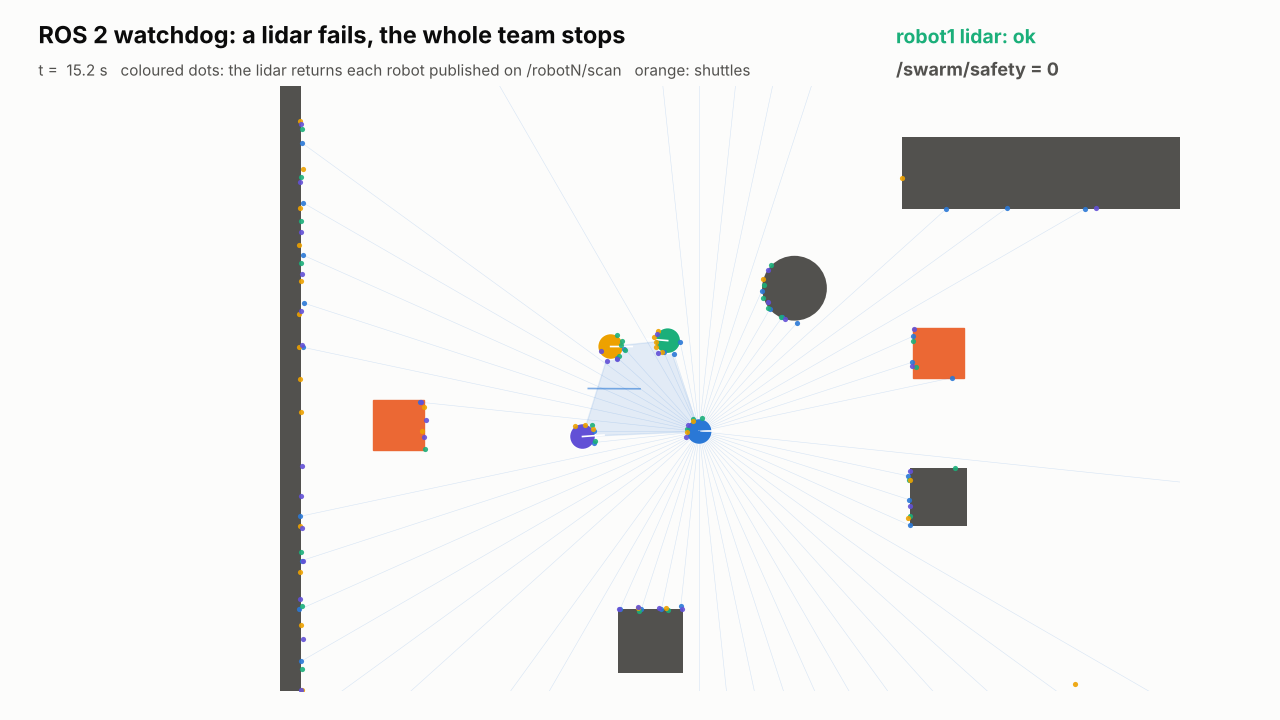 ROS 2 watchdog: a lidar fails, the whole team stops
robot1 lidar: ok
t =  15.2 s   coloured dots: the lidar returns each robot published on /robotN/scan   orange: shuttles
/swarm/safety = 0